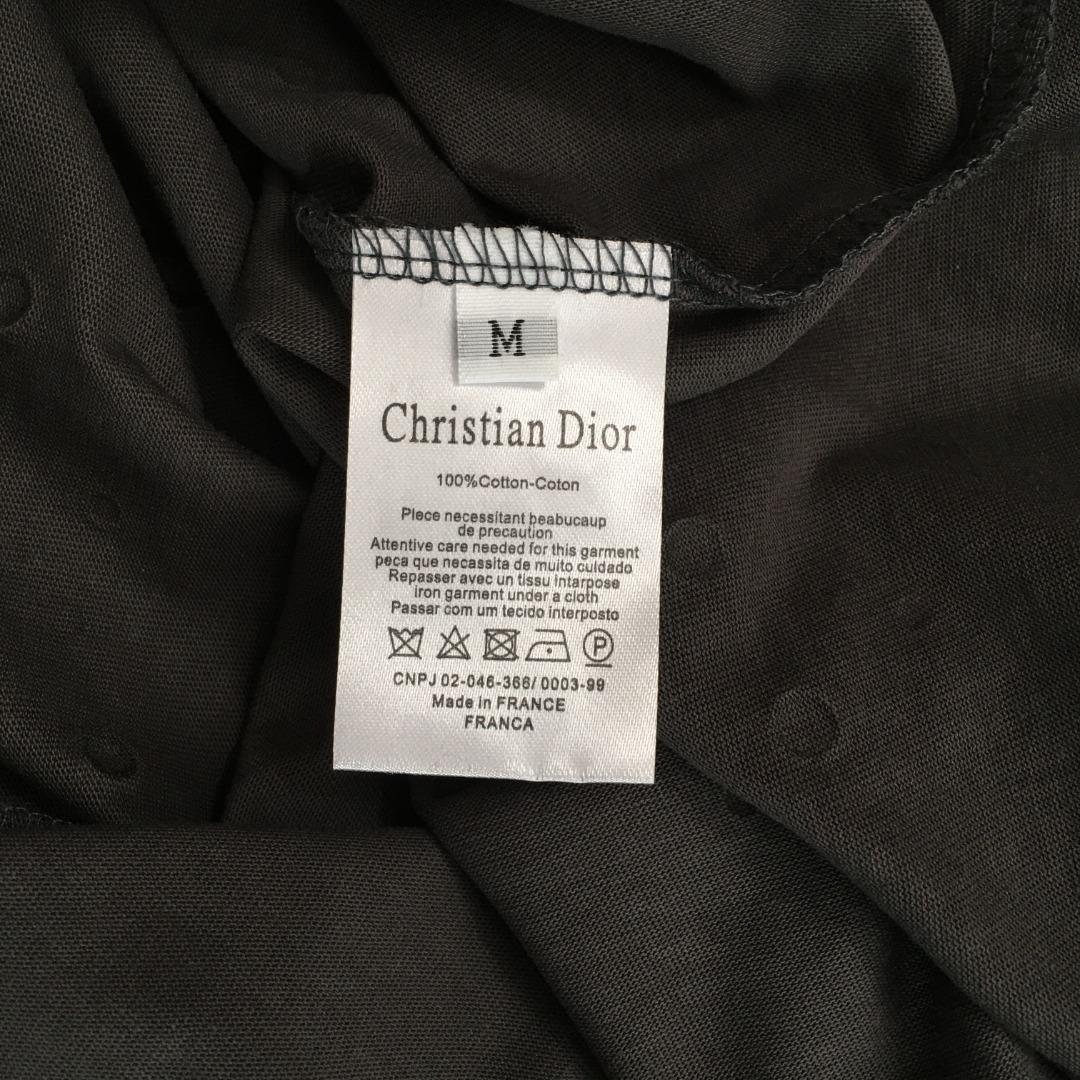 M
Christian Dior
100%Cotton-Coton
Piece necessitant beabucaup
de precaution
Attentive care needed for this garment
peca que necassita de muito cuidado
Repasser avec un tissu intarpose
iron garment under a cloth
Passar com um tecido interposto
P
CNPJ 02-046-366/ 0003-99
Made in FRANCE
FRANCA